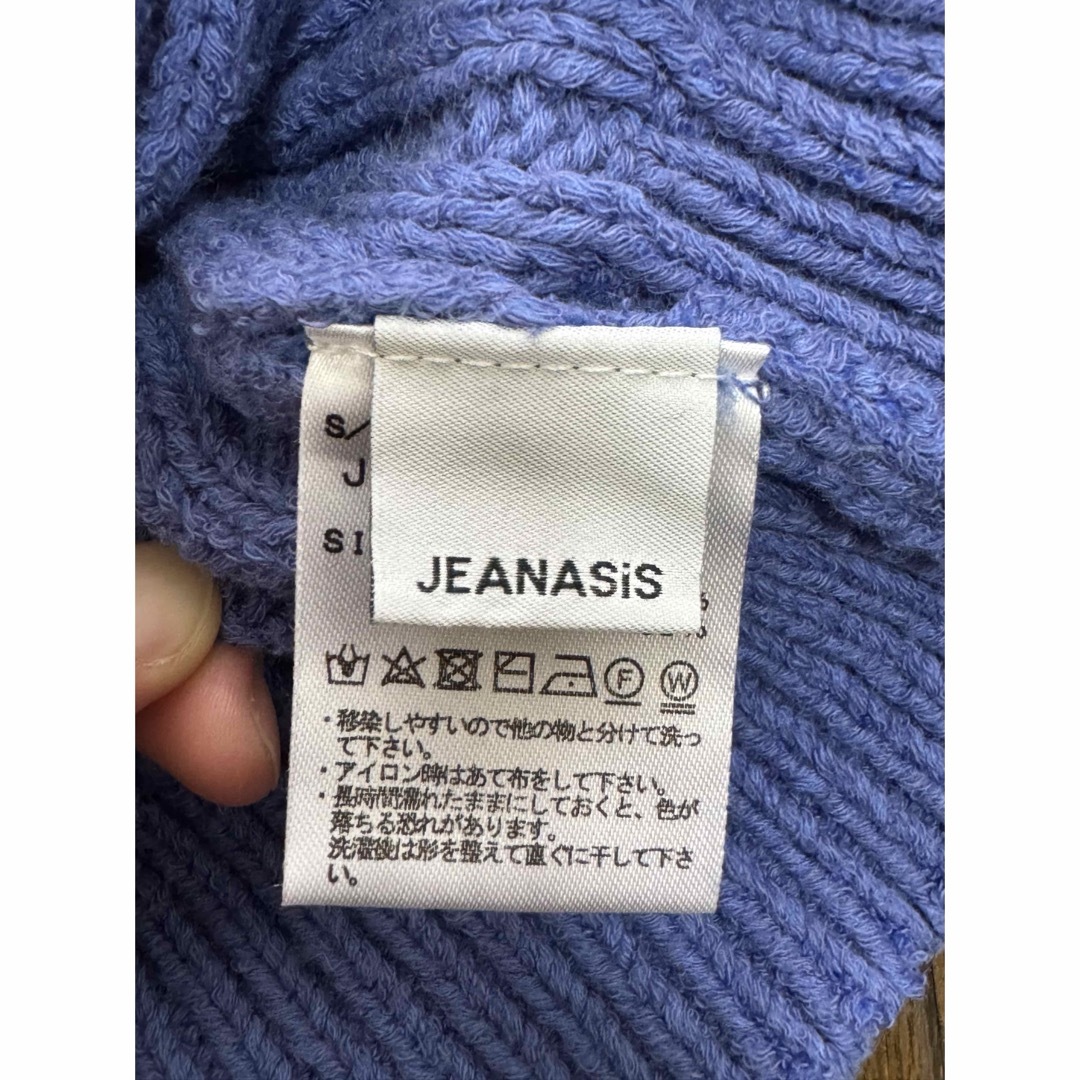 S/
J
SI
JEANASiS
F W
・移染しやすいので他の物と分けて洗っ
て下さい。
・アイロン時はあて布をして下さい。
・長時間濡れたままにしておくと、色が
落ちる恐れがあります。
洗濯後は形を整えて直ぐに干して下さ
い。